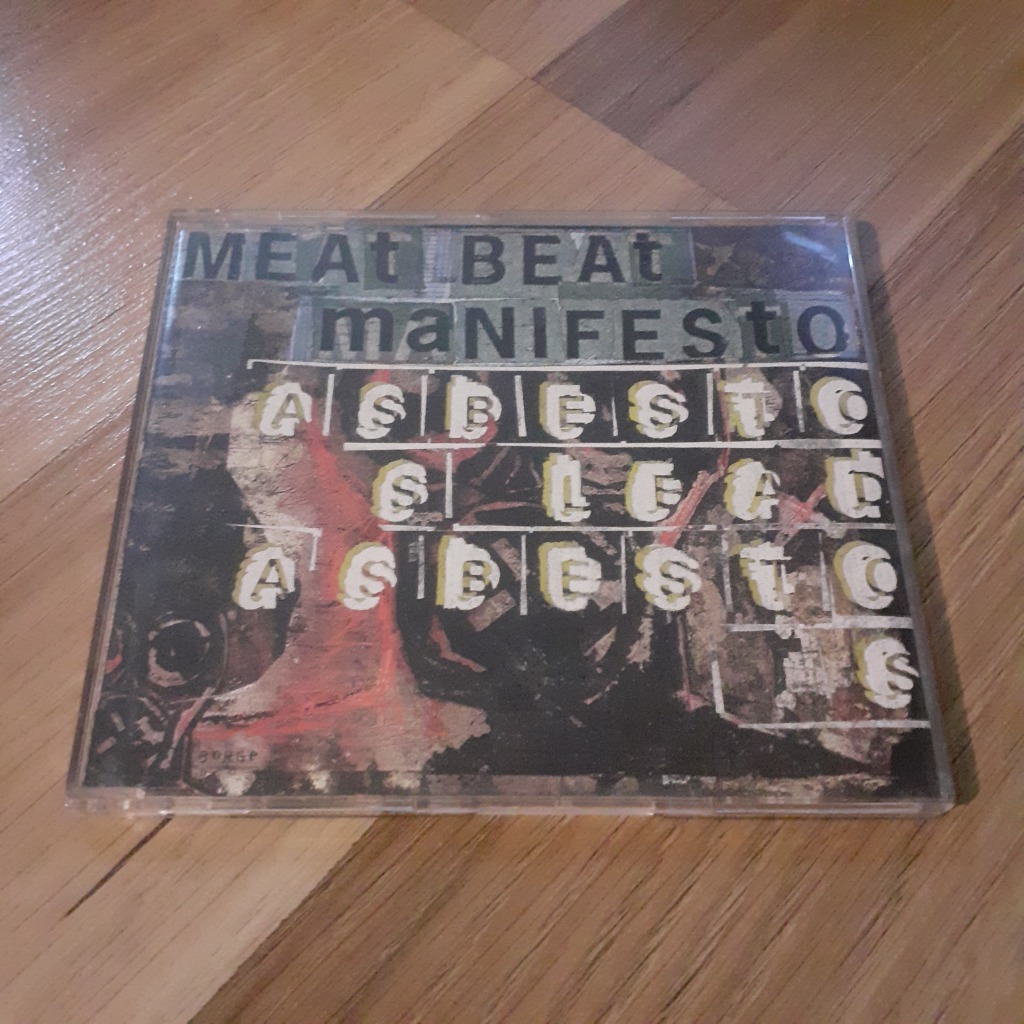 MEAt BEAt
maNIFEStO
ASBESTO
S LEAD
ASBESTO
S